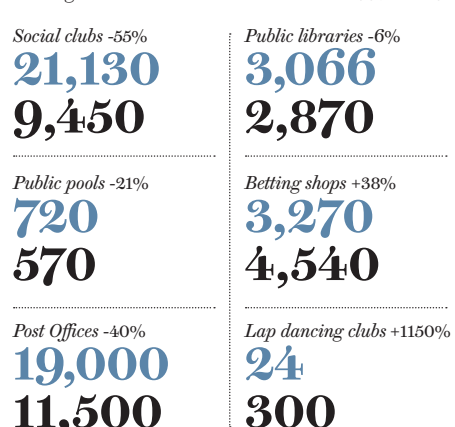 Social clubs -55%
21,130
9,450
Public pools -21%
720
570
Post Offices -40%
19,000
11,500
Public libraries -6%
3,066
2,870
Betting shops +38%
3,270
4,540
Lap dancing clubs +1150%
24
300